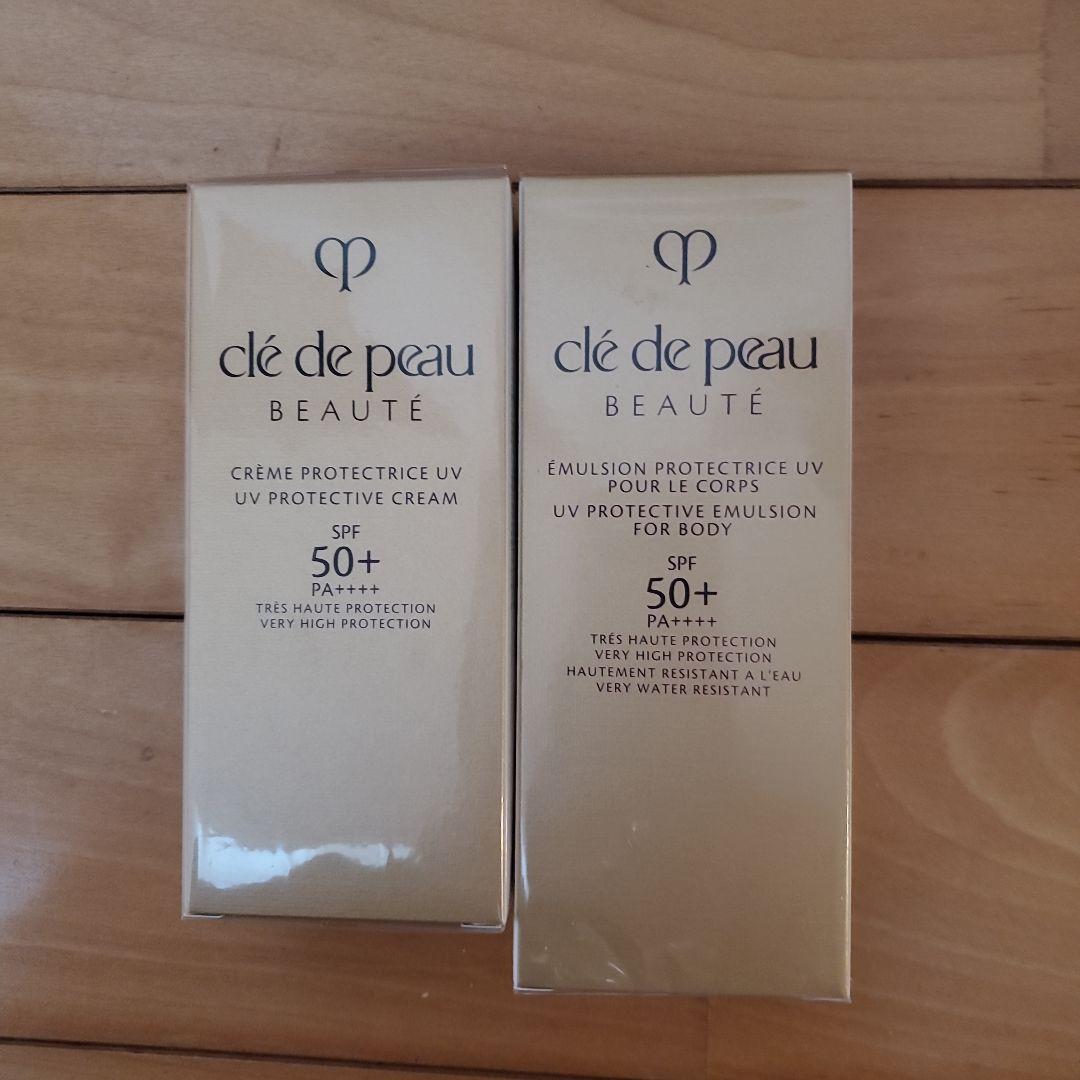 clé de peau
BEAUTÉ
CRÈME PROTECTRICE UV
UV PROTECTIVE CREAM
SPF
50+
PA++++
TRÈS HAUTE PROTECTION
VERY HIGH PROTECTION
clé de peau
BEAUTÉ
ÉMULSION PROTECTRICE UV
POUR LE CORPS
UV PROTECTIVE EMULSION
FOR BODY
SPF
50+
PA++++
TRÉS HAUTE PROTECTION
VERY HIGH PROTECTION
HAUTEMENT RESISTANT A L'EAU
VERY WATER RESISTANT